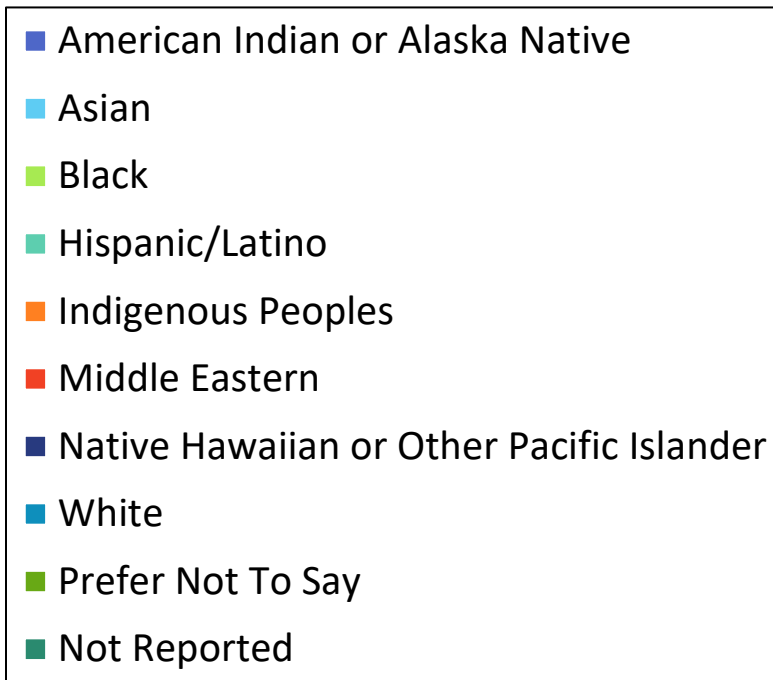 American Indian or Alaska Native
Asian
Black
Hispanic/Latino
Indigenous Peoples
Middle Eastern
Native Hawaiian or Other Pacific Islander
White
Prefer Not To Say
Not Reported